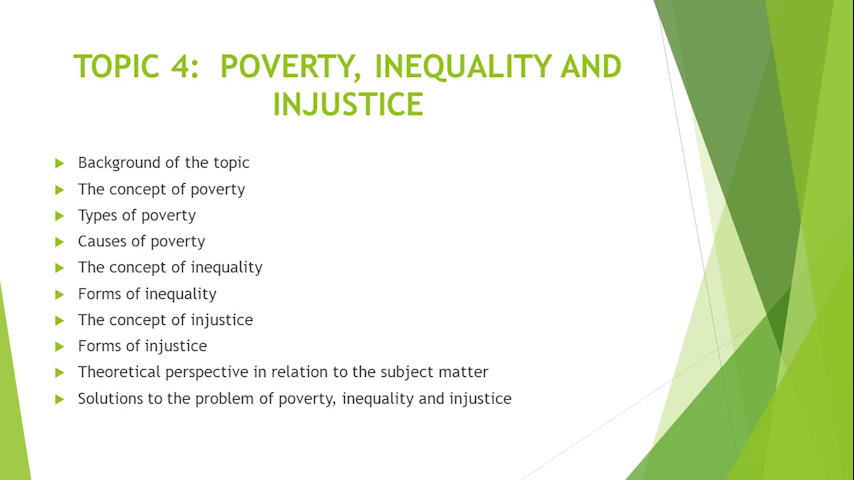 TOPIC 4: POVERTY, INEQUALITY AND
INJUSTICE
Background of the topic
The concept of poverty
Types of poverty
Causes of poverty
The concept of inequality
Forms of inequality
The concept of injustice
Forms of injustice
Theoretical perspective in relation to the subject matter
Solutions to the problem of poverty, inequality and injustice